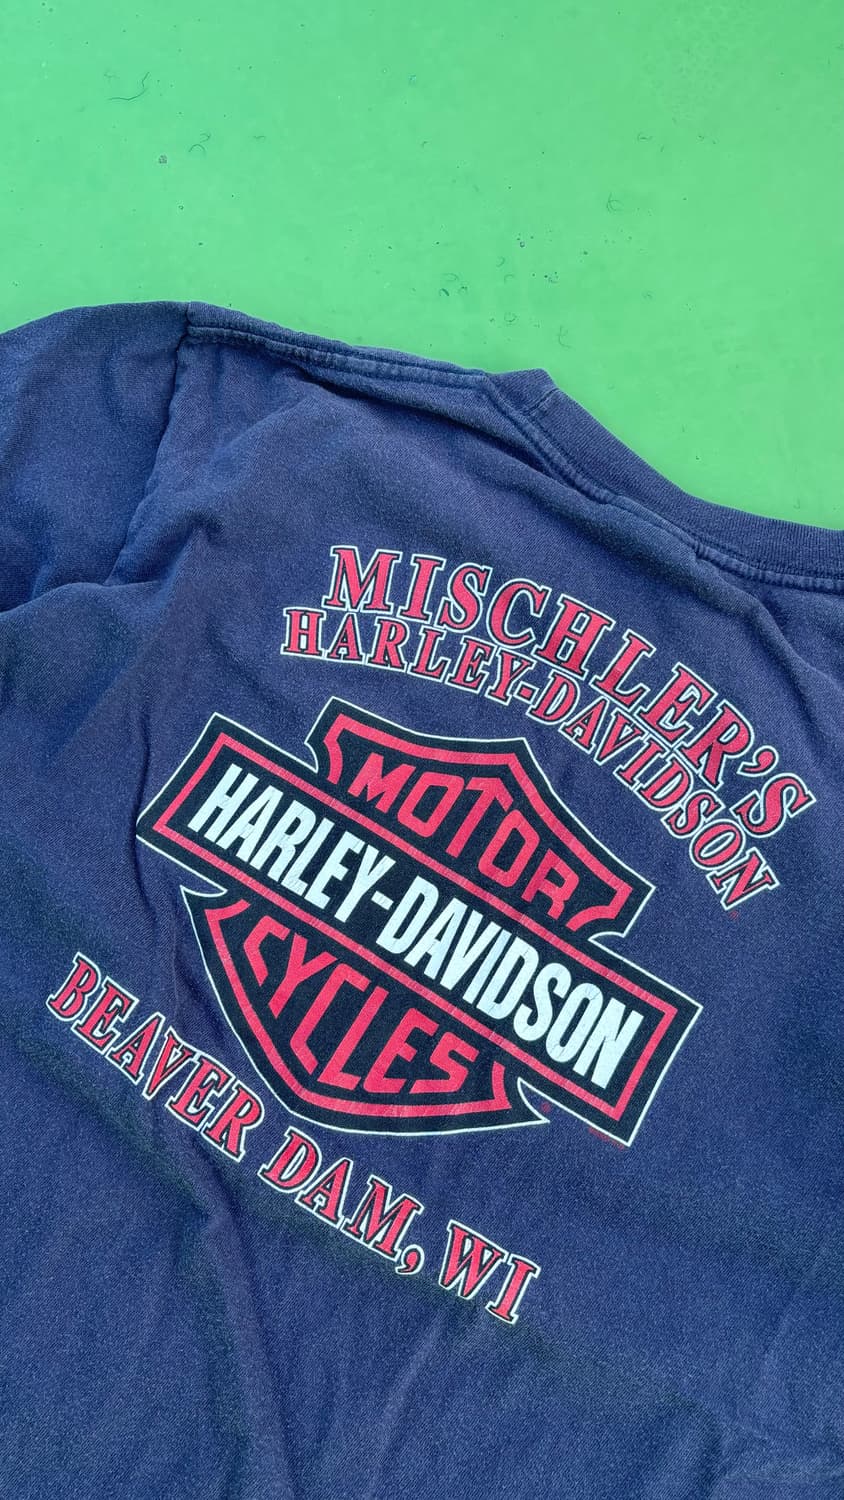 MISCHLER'S
HARLEY-DAVIDSON
MOTOR
HARLEY-DAVIDSON
CYCLES
BEAVER DAM, WI